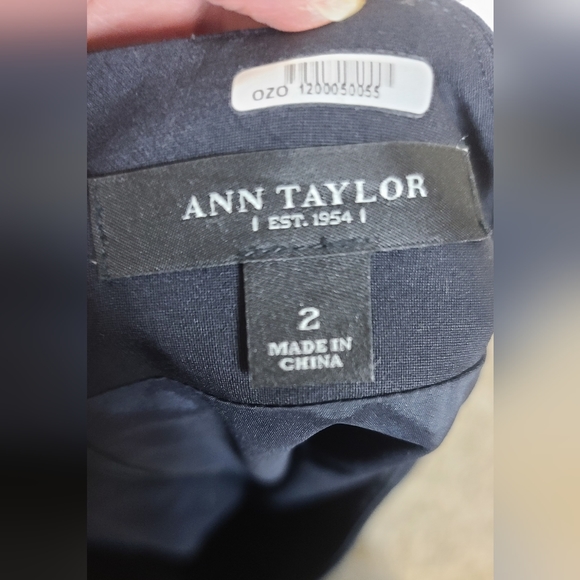 OZO 1200050055
ANN TAYLOR
| EST. 1954 |
2
MADE IN
CHINA